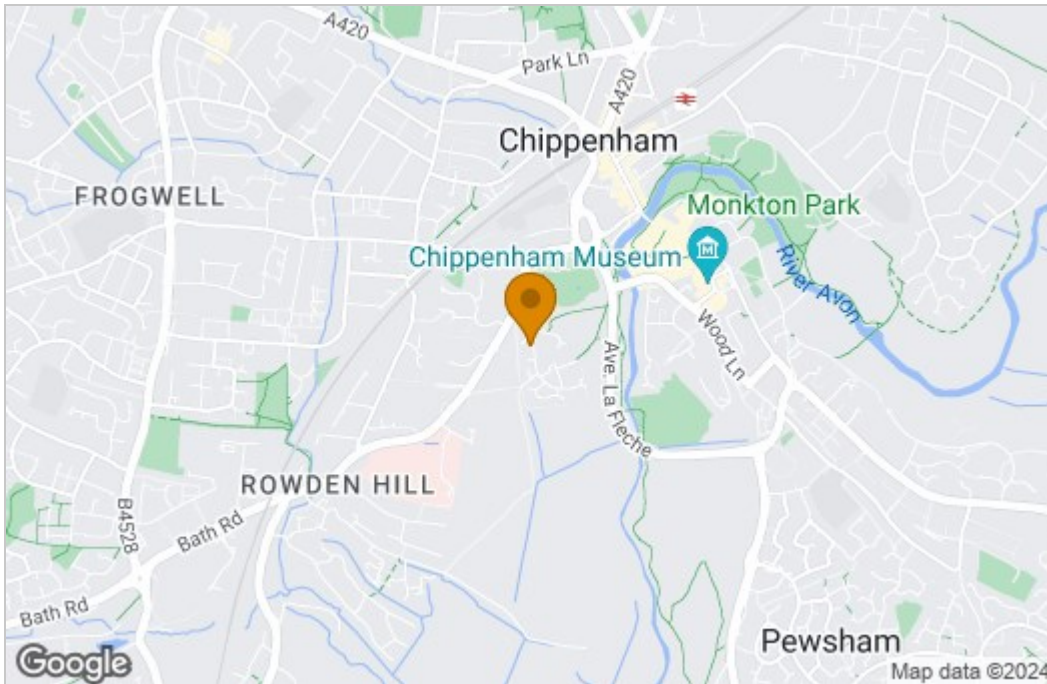 A420
Park Ln
A420
Chippenham
FROGWELL
Monkton Park
Chippenham Museum
River Avon
Wood Ln
Ave. La Fleche
ROWDEN HILL
B4528
Bath Rd
Bath Rd
Pewsham
Google
Map data ©2024